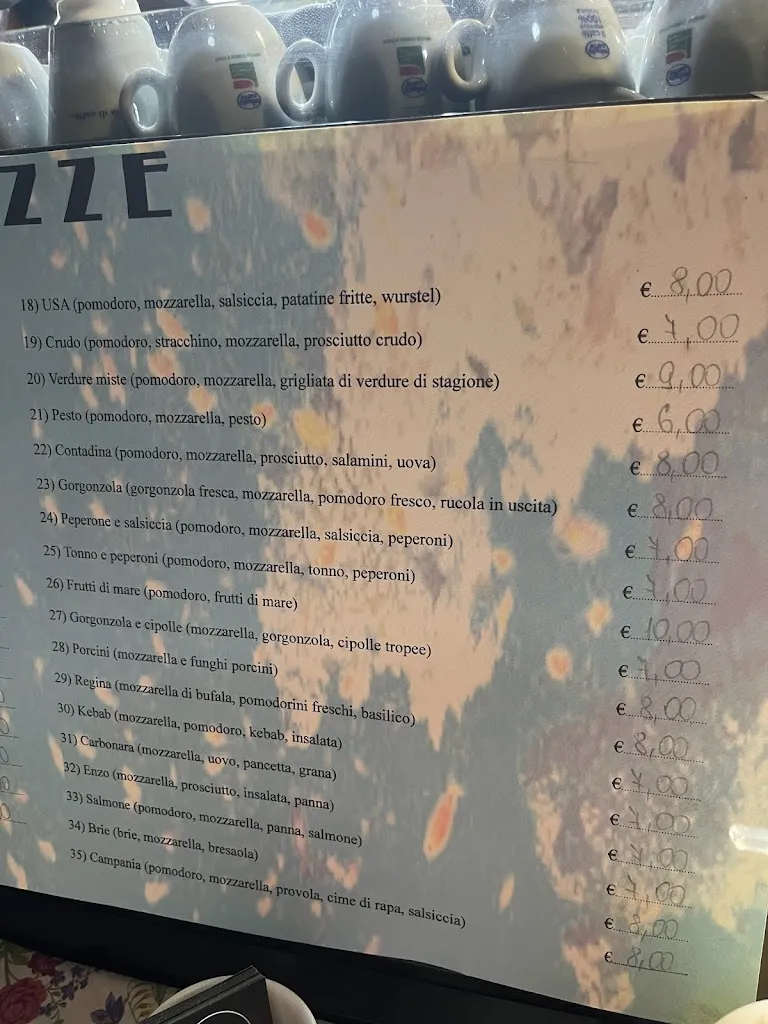 ZZE
18) USA (pomodoro, mozzarella, salsiccia, patatine fritte, wurstel) € 8,00
19) Crudo (pomodoro, stracchino, mozzarella, prosciutto crudo) € 7,00
20) Verdure miste (pomodoro, mozzarella, grigliata di verdure di stagione) € 9,00
21) Pesto (pomodoro, mozzarella, pesto) € 6,00
22) Contadina (pomodoro, mozzarella, prosciutto, salamini, uova) € 8,00
23) Gorgonzola (gorgonzola fresca, mozzarella, pomodoro fresco, rucola in uscita) € 8,00
24) Peperone e salsiccia (pomodoro, mozzarella, salsiccia, peperoni) € 7,00
25) Tonno e peperoni (pomodoro, mozzarella, tonno, peperoni) € 7,00
26) Frutti di mare (pomodoro, frutti di mare) € 10,00
27) Gorgonzola e cipolle (mozzarella, gorgonzola, cipolle tropee) € 7,00
28) Porcini (mozzarella e funghi porcini) € 8,00
29) Regina (mozzarella di bufala, pomodorini freschi, basilico) € 8,00
30) Kebab (mozzarella, pomodoro, kebab, insalata) € 7,00
31) Carbonara (mozzarella, uovo, pancetta, grana) € 7,00
32) Enzo (mozzarella, prosciutto, insalata, panna) € 7,00
33) Salmone (pomodoro, mozzarella, panna, salmone) € 7,00
34) Brie (brie, mozzarella, bresaola) € 8,00
35) Campania (pomodoro, mozzarella, provola, cime di rapa, salsiccia) € 8,00